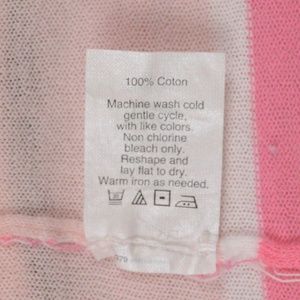 100% Coton
Machine wash cold
gentle cycle,
with like colors.
Non chlorine
bleach only.
Reshape and
lay flat to dry.
Warm iron as needed.